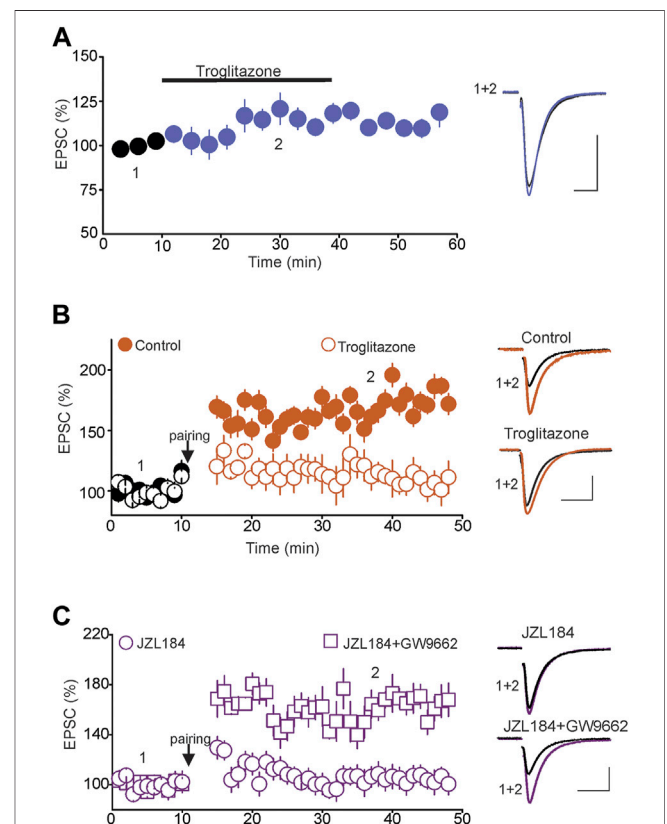 A
150
Troglitazone
125
1+2
100
EPSC (%)
1
2
75
50
0 10 20 30 40 50 60
Time (min)
B
Control
Troglitazone
Control
200
2
EPSC (%)
1+2
150
pairing
1
Troglitazone
100
1+2
0 10 20 30 40 50
Time (min)
C
220
JZL184
JZL184+GW9662
JZL184
2
180
EPSC (%)
1+2
140
pairing
1
JZL184+GW9662
100
1+2
80
0 10 20 30 40 50